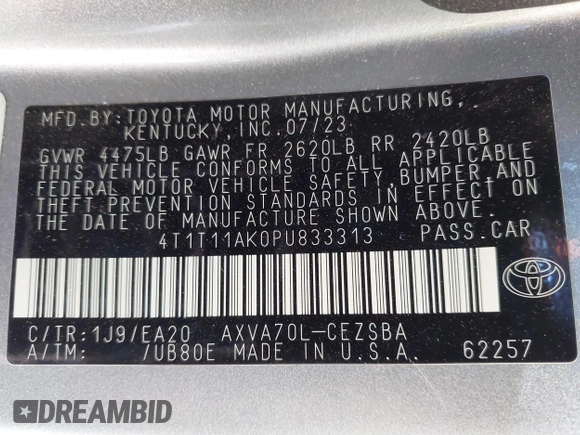 MFD.BY:TOYOTA MOTOR MANUFACTURING,
KENTUCKY,INC.07/23
GVWR 4475LB GAWR FR 2620LB RR 2420LB
THIS VEHICLE CONFORMS TO ALL APPLICABLE
FEDERAL MOTOR VEHICLE SAFETY, BUMPER,AND
THEFT PREVENTION STANDARDS IN EFFECT ON
THE DATE OF MANUFACTURE SHOWN ABOVE.
4T1T11AK0PU833313 PASS.CAR
C/TR:1J9/EA20 AXVA70L-CEZSBA
A/TM: /UB80E MADE IN U.S.A. 62257
TOYOTA
DREAMBID